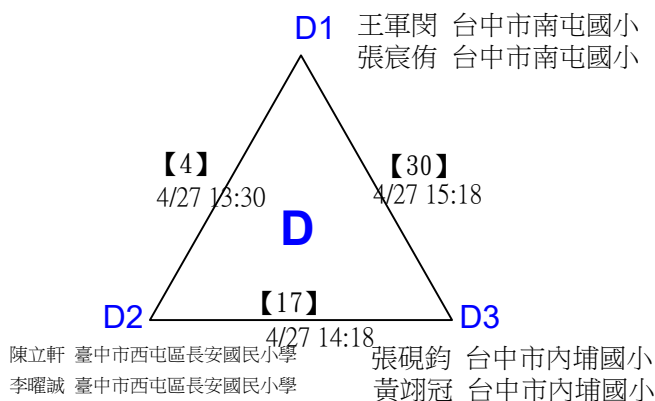 D1
王軍閔 台中市南屯國小
張宸侑 台中市南屯國小
【4】
4/27 13:30
【30】
4/27 15:18
D
【17】
4/27 14:18
D2
D3
陳立軒 臺中市西屯區長安國民小學
李曜誠 臺中市西屯區長安國民小學
張硯鈞 台中市內埔國小
黃翊冠 台中市內埔國小